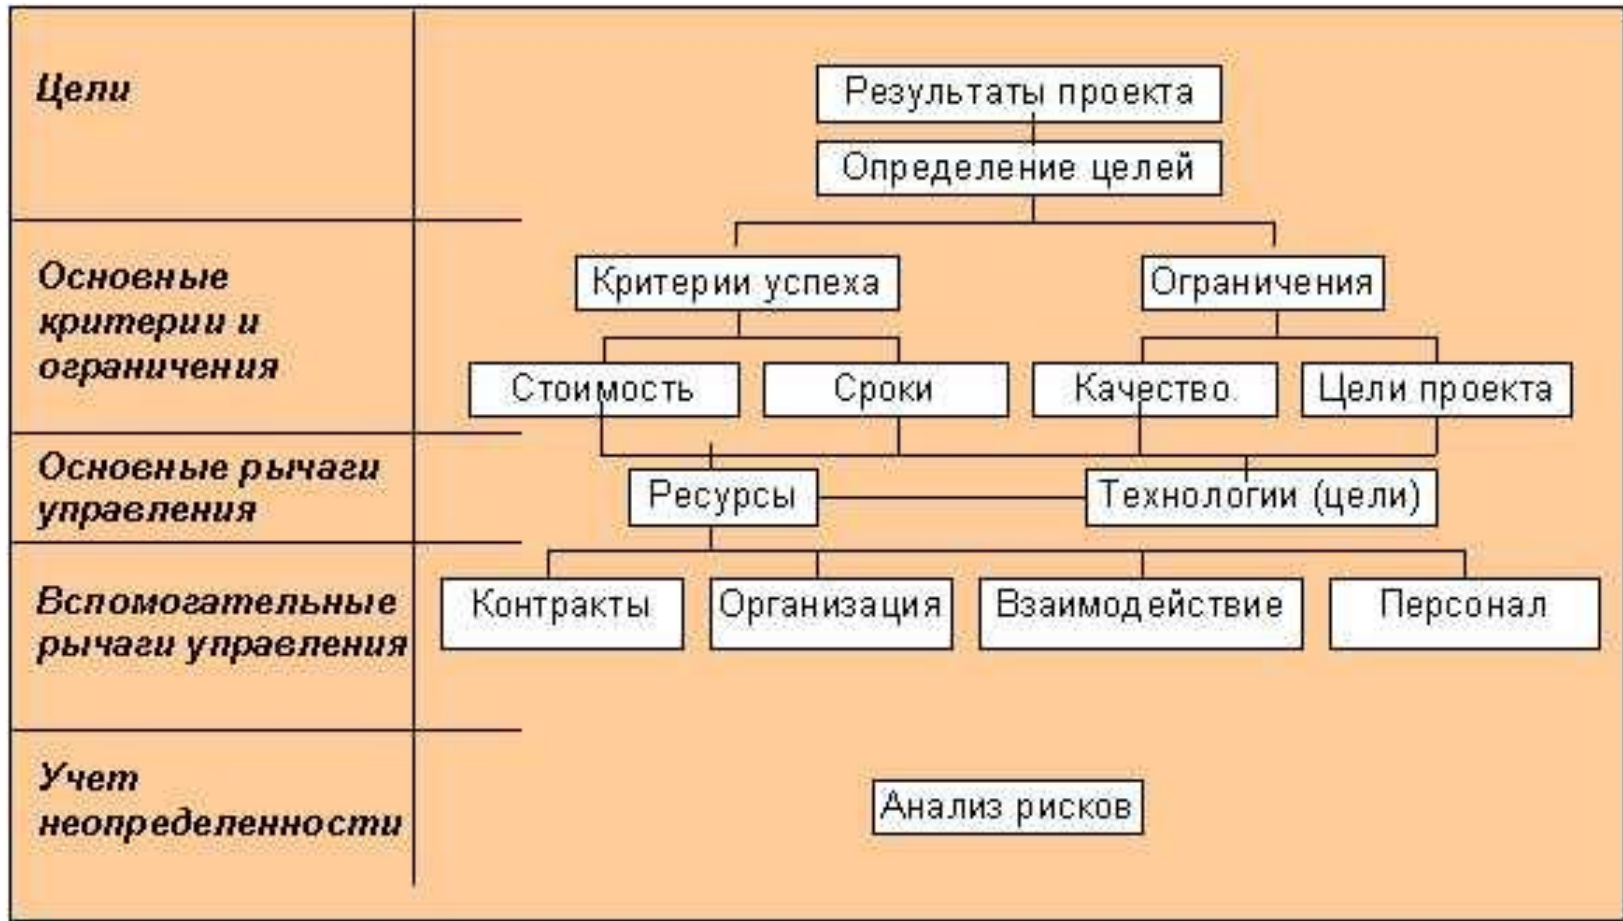 Цели
Результаты проекта
Определение целей
Основные
критерии и
ограничения
Критерии успеха
Ограничения
Стоимость
Сроки
Качество
Цели проекта
Основные рычаги
управления
Ресурсы
Технологии (цели)
Вспомогательные
рычаги управления
Контракты
Организация
Взаимодействие
Персонал
Учет
неопределенности
Анализ рисков